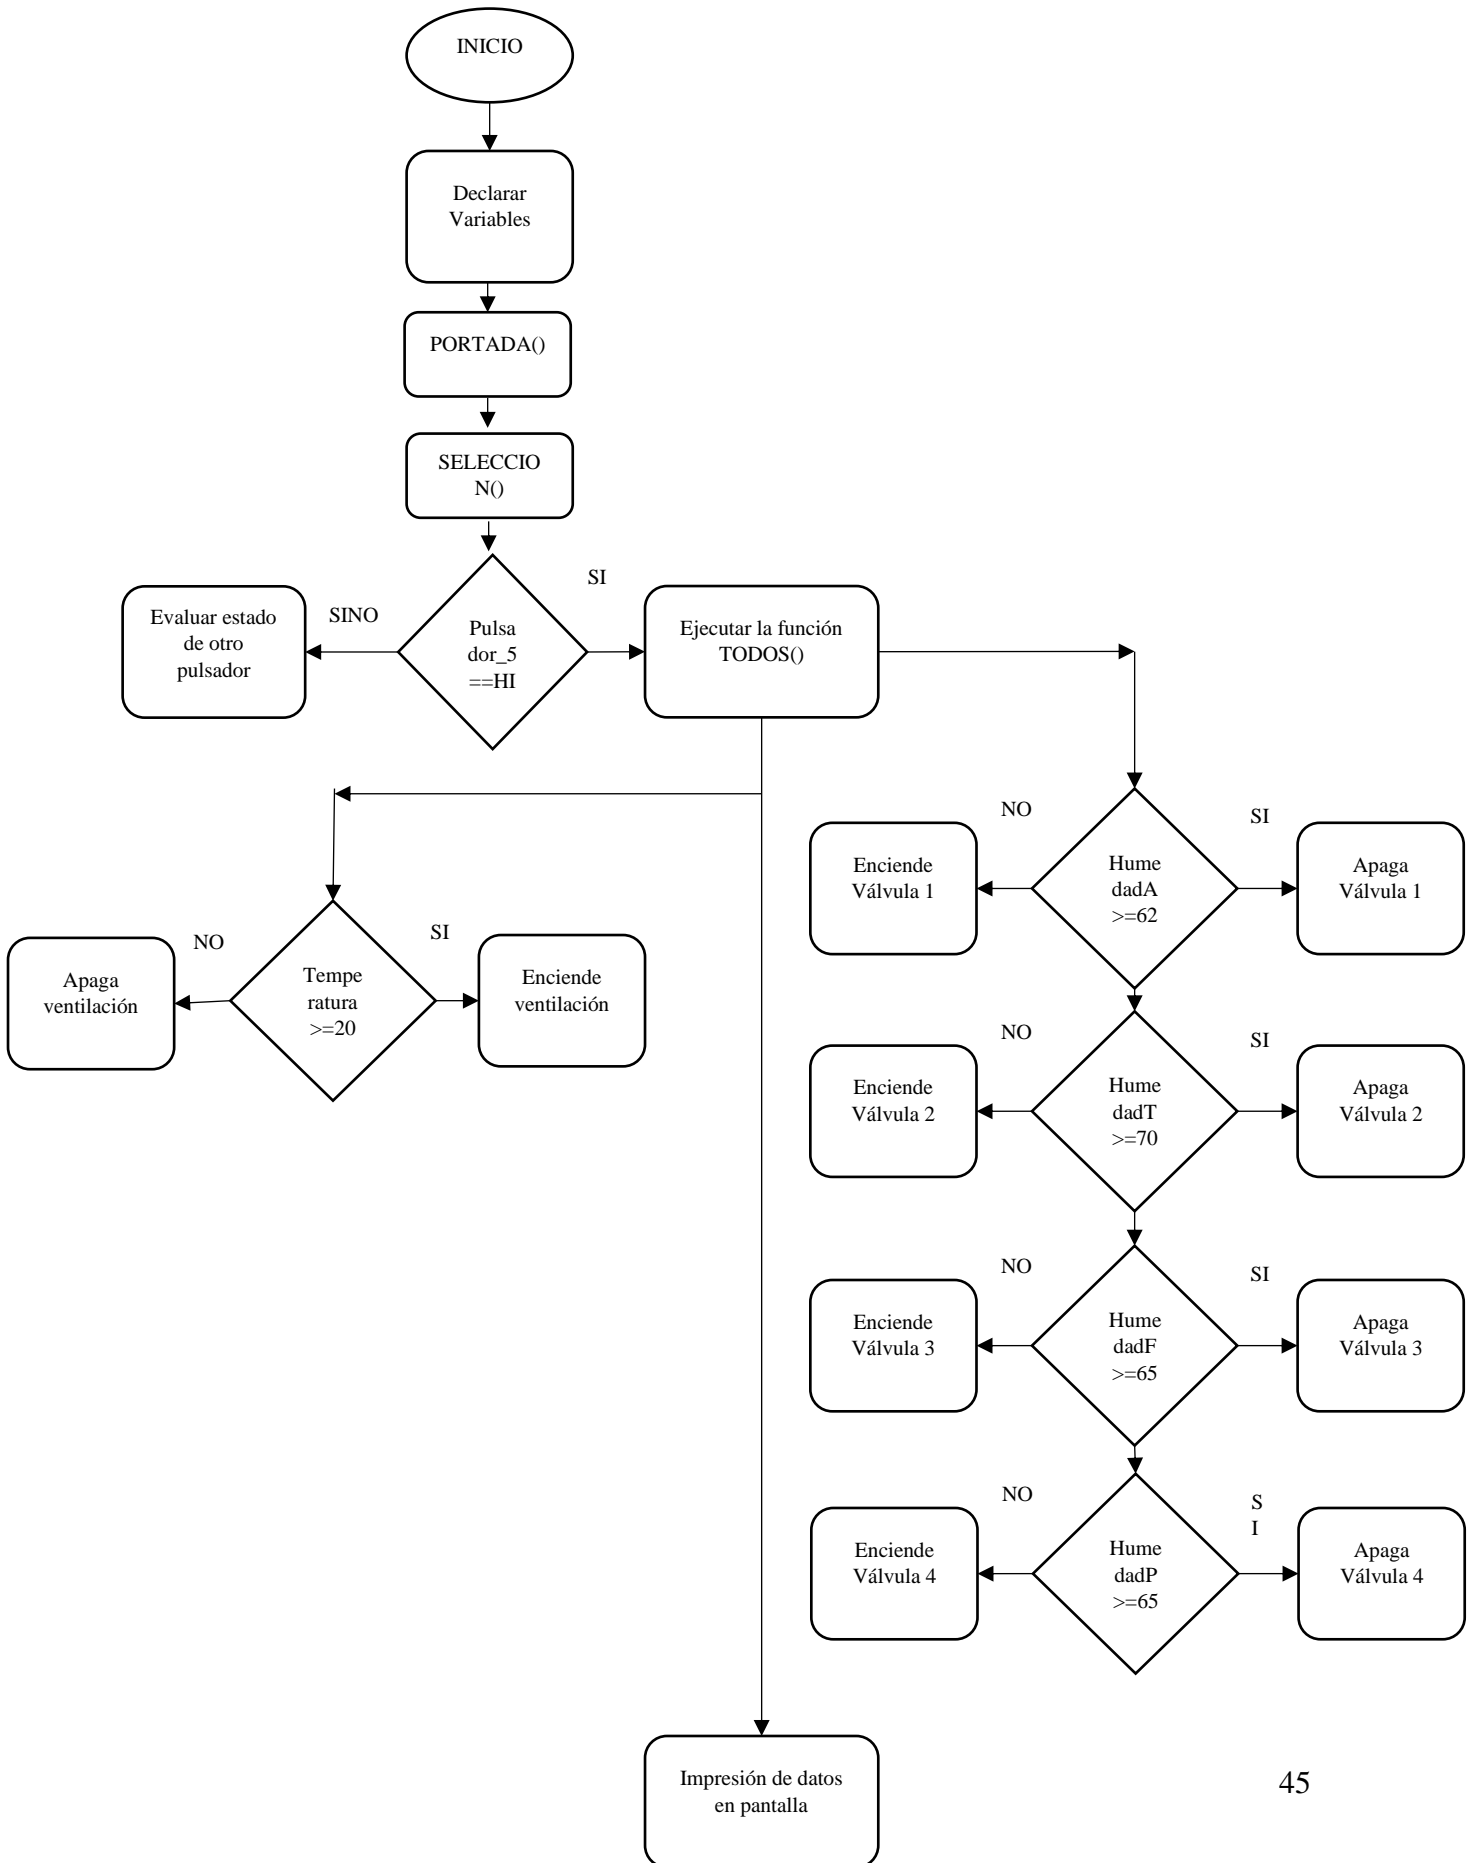 INICIO
Declarar
Variables
PORTADA()
SELECCIO
N()
SI
SINO
Evaluar estado
de otro
pulsador
Pulsa
dor_5
==HI
Ejecutar la función
TODOS()
NO
SI
Enciende
Válvula 1
Hume
dadA
>=62
Apaga
Válvula 1
NO
SI
Apaga
ventilación
Tempe
ratura
>=20
Enciende
ventilación
NO
SI
Enciende
Válvula 2
Hume
dadT
>=70
Apaga
Válvula 2
NO
SI
Enciende
Válvula 3
Hume
dadF
>=65
Apaga
Válvula 3
NO
S
I
Enciende
Válvula 4
Hume
dadP
>=65
Apaga
Válvula 4
Impresión de datos
en pantalla
45